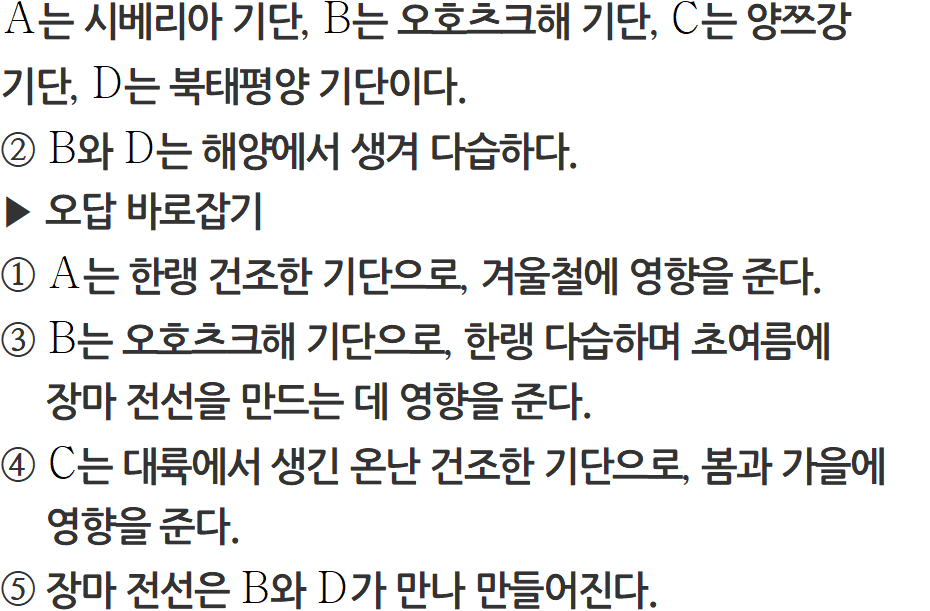 A는 시베리아 기단, B는 오호츠크해 기단, C는 양쯔강
기단, D는 북태평양 기단이다.
② B와 D는 해양에서 생겨 다습하다.
▶ 오답 바로잡기
① A는 한랭 건조한 기단으로, 겨울철에 영향을 준다.
③ B는 오호츠크해 기단으로, 한랭 다습하며 초여름에
장마 전선을 만드는 데 영향을 준다.
④ C는 대륙에서 생긴 온난 건조한 기단으로, 봄과 가을에
영향을 준다.
⑤ 장마 전선은 B와 D가 만나 만들어진다.